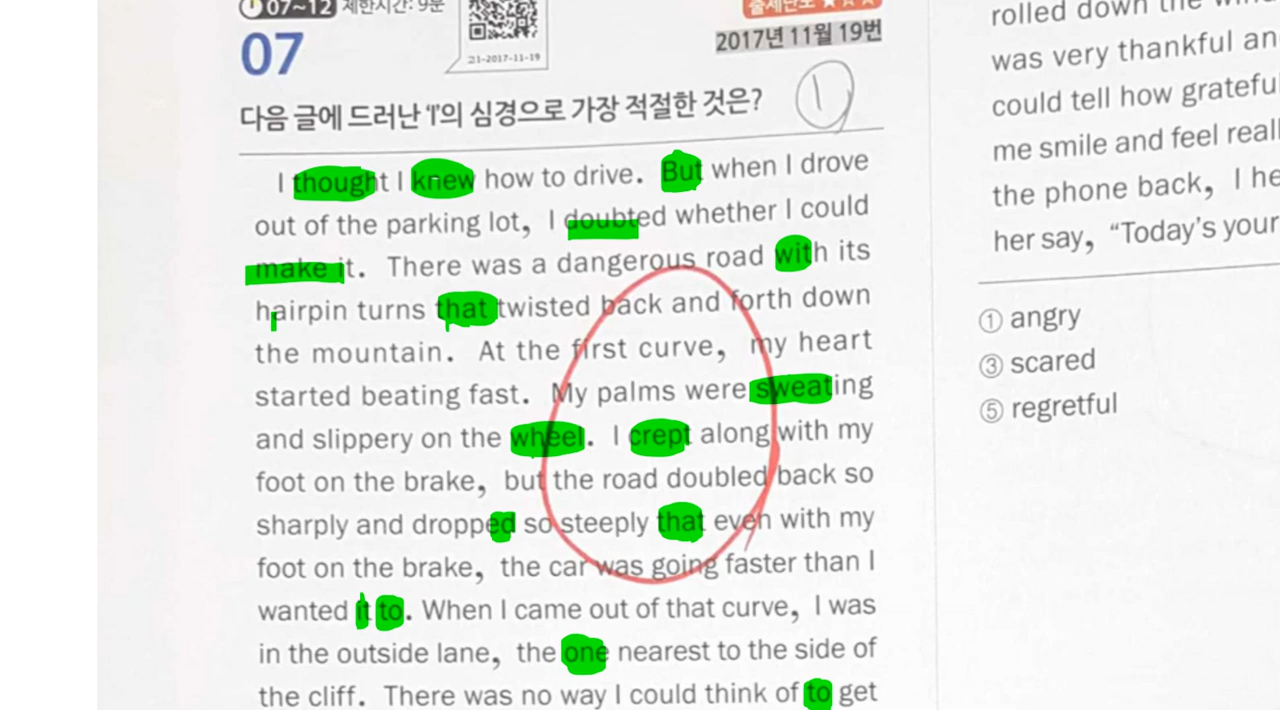 07~12 제한시간: 9분
출제난도 ★☆☆
고1-2017-11-19
2017년 11월 19번
07
다음 글에 드러난 ‘I’의 심경으로 가장 적절한 것은?
①
I thought I knew how to drive. But when I drove
out of the parking lot, I doubted whether I could
make it. There was a dangerous road with its
hairpin turns that twisted back and forth down
the mountain. At the first curve, my heart
started beating fast. My palms were sweating
and slippery on the wheel. I crept along with my
foot on the brake, but the road doubled back so
sharply and dropped so steeply that even with my
foot on the brake, the car was going faster than I
wanted it to. When I came out of that curve, I was
in the outside lane, the one nearest to the side of
the cliff. There was no way I could think of to get
rolled down the
was very thankful an
could tell how grateful
me smile and feel reall
the phone back, I he
her say, “Today’s your
① angry
③ scared
⑤ regretful